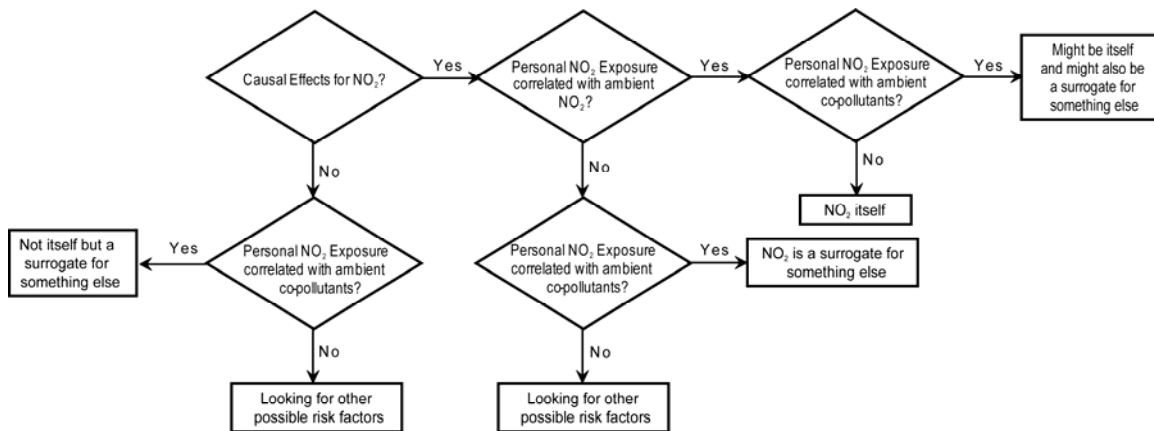 Causal Effects for NO₂?
Yes
Personal NO₂ Exposure
correlated with ambient
NO₂?
Yes
Personal NO₂ Exposure
correlated with ambient
co-pollutants?
Yes
Might be itself
and might also be
a surrogate for
something else
No
No
No
NO₂ itself
Not itself but a
surrogate for
something else
Yes
Personal NO₂ Exposure
correlated with ambient
co-pollutants?
Personal NO₂ Exposure
correlated with ambient
co-pollutants?
Yes
NO₂ is a surrogate for
something else
No
No
Looking for other
possible risk factors
Looking for other
possible risk factors